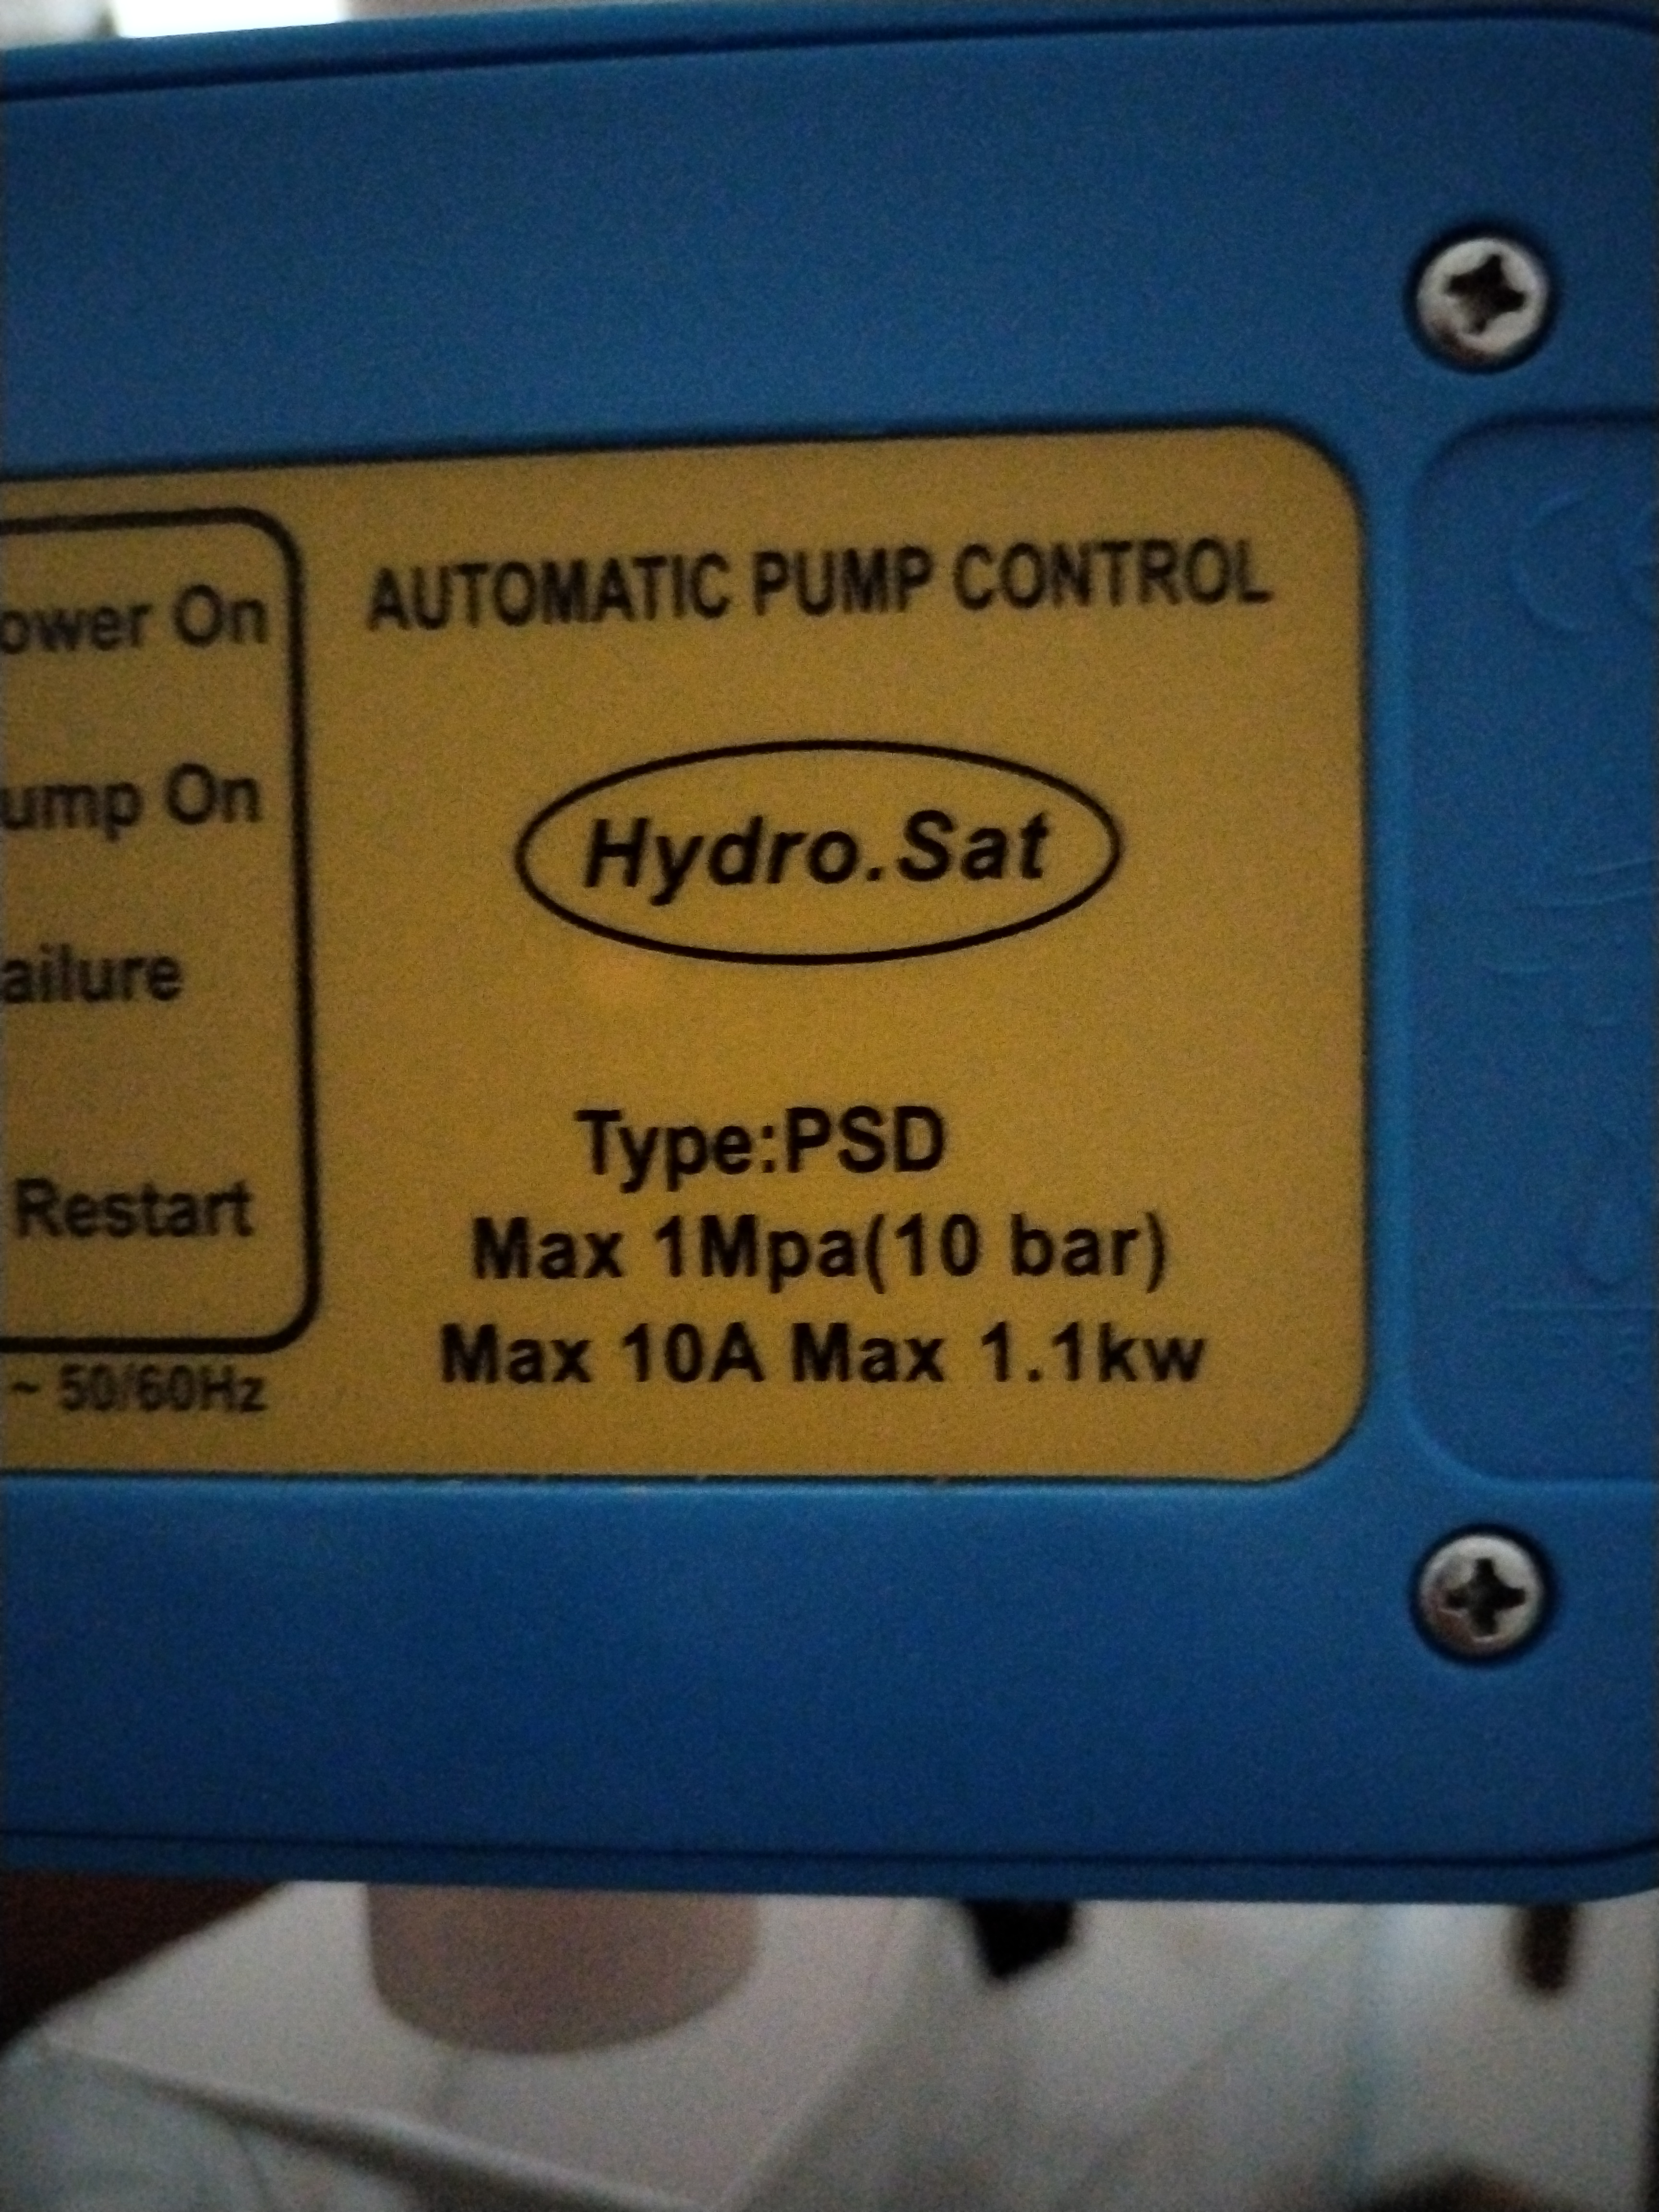 AUTOMATIC PUMP CONTROL
ower On
Hydro.Sat
ump On
ailure
Type:PSD
Restart
Max 1Mpa(10 bar)
Max 10A Max 1.1kw
~ 50/60Hz